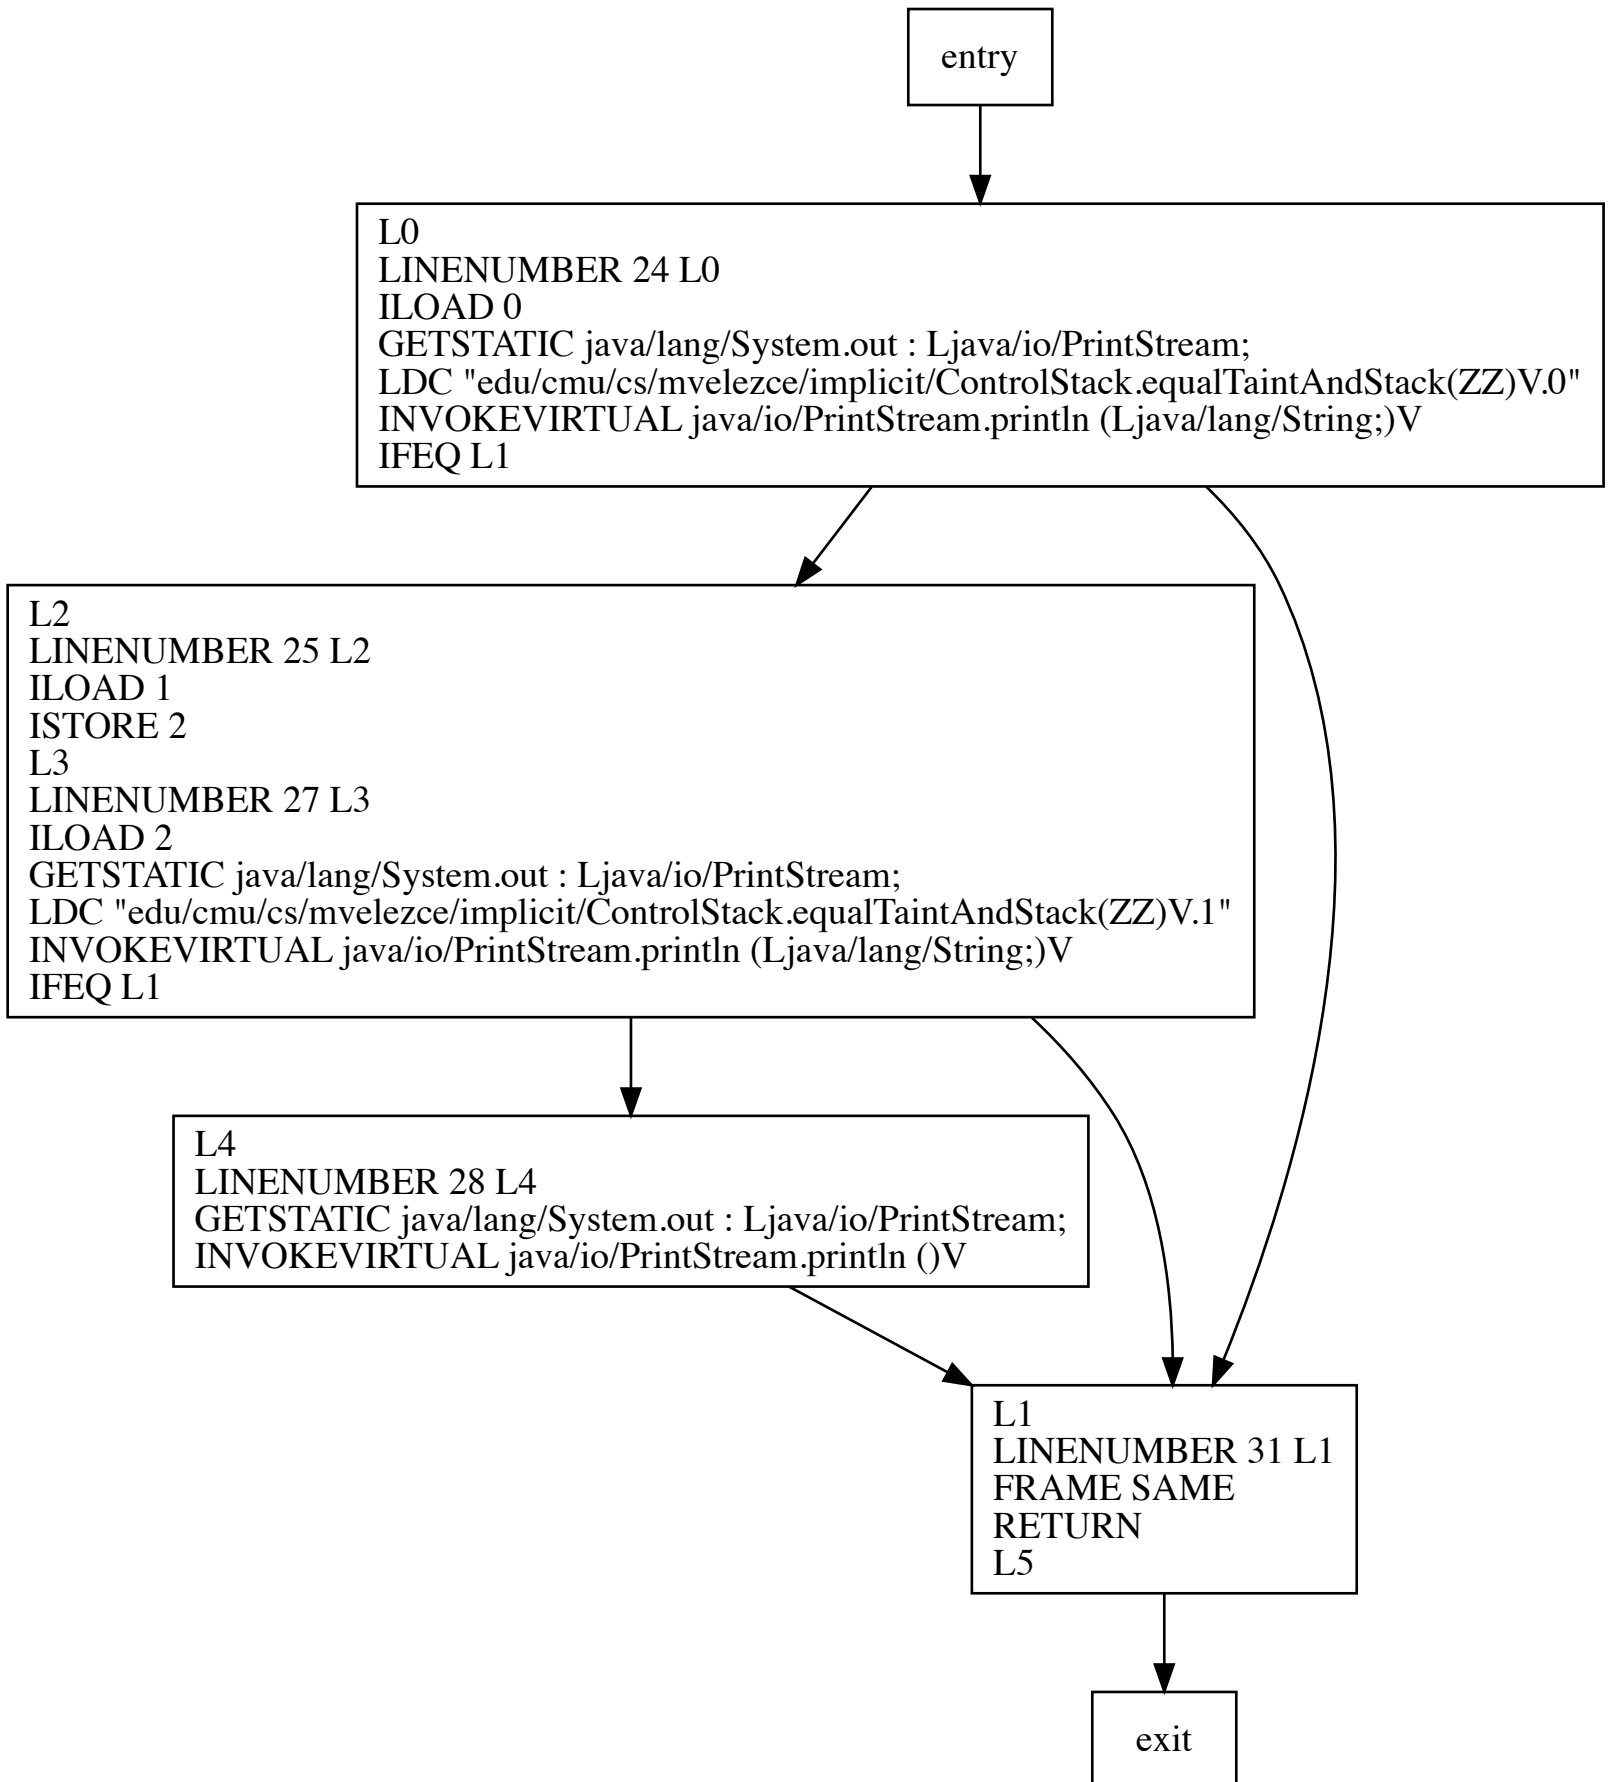 entry
L0
LINENUMBER 24 L0
ILOAD 0
GETSTATIC java/lang/System.out : Ljava/io/PrintStream;
LDC "edu/cmu/cs/mvelezce/implicit/ControlStack.equalTaintAndStack(ZZ)V.0"
INVOKEVIRTUAL java/io/PrintStream.println (Ljava/lang/String;)V
IFEQ L1
L2
LINENUMBER 25 L2
ILOAD 1
ISTORE 2
L3
LINENUMBER 27 L3
ILOAD 2
GETSTATIC java/lang/System.out : Ljava/io/PrintStream;
LDC "edu/cmu/cs/mvelezce/implicit/ControlStack.equalTaintAndStack(ZZ)V.1"
INVOKEVIRTUAL java/io/PrintStream.println (Ljava/lang/String;)V
IFEQ L1
L4
LINENUMBER 28 L4
GETSTATIC java/lang/System.out : Ljava/io/PrintStream;
INVOKEVIRTUAL java/io/PrintStream.println ()V
L1
LINENUMBER 31 L1
FRAME SAME
RETURN
L5
exit